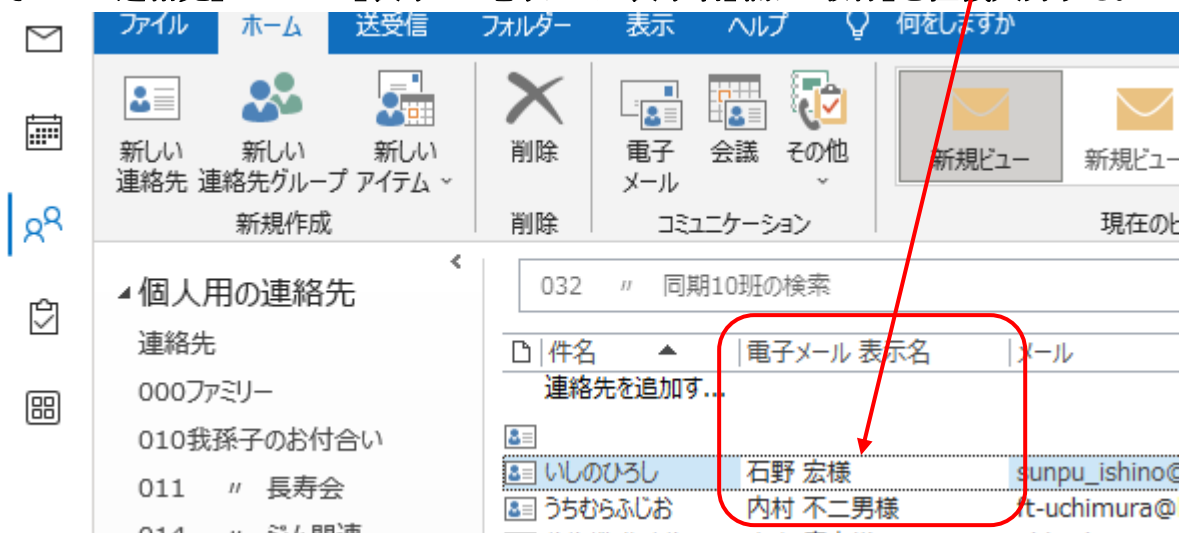 ファイル ホーム 送受信 フォルダー 表示 ヘルプ 何をしますか
新しい 新しい 新しい 削除 電子 会議 その他 新規ビュー 新規ビュー
連絡先 連絡先グループ アイテム メール
新規作成 削除 コミュニケーション 現在のビ
個人用の連絡先
032 〃 同期10班の検索
連絡先
件名 電子メール 表示名 メール
連絡先を追加す...
000ファミリー
010我孫子のお付合い
いしのひろし 石野 宏様 sunpu_ishino@
011 〃 長寿会
うちむらふじお 内村 不二男様 ft-uchimura@